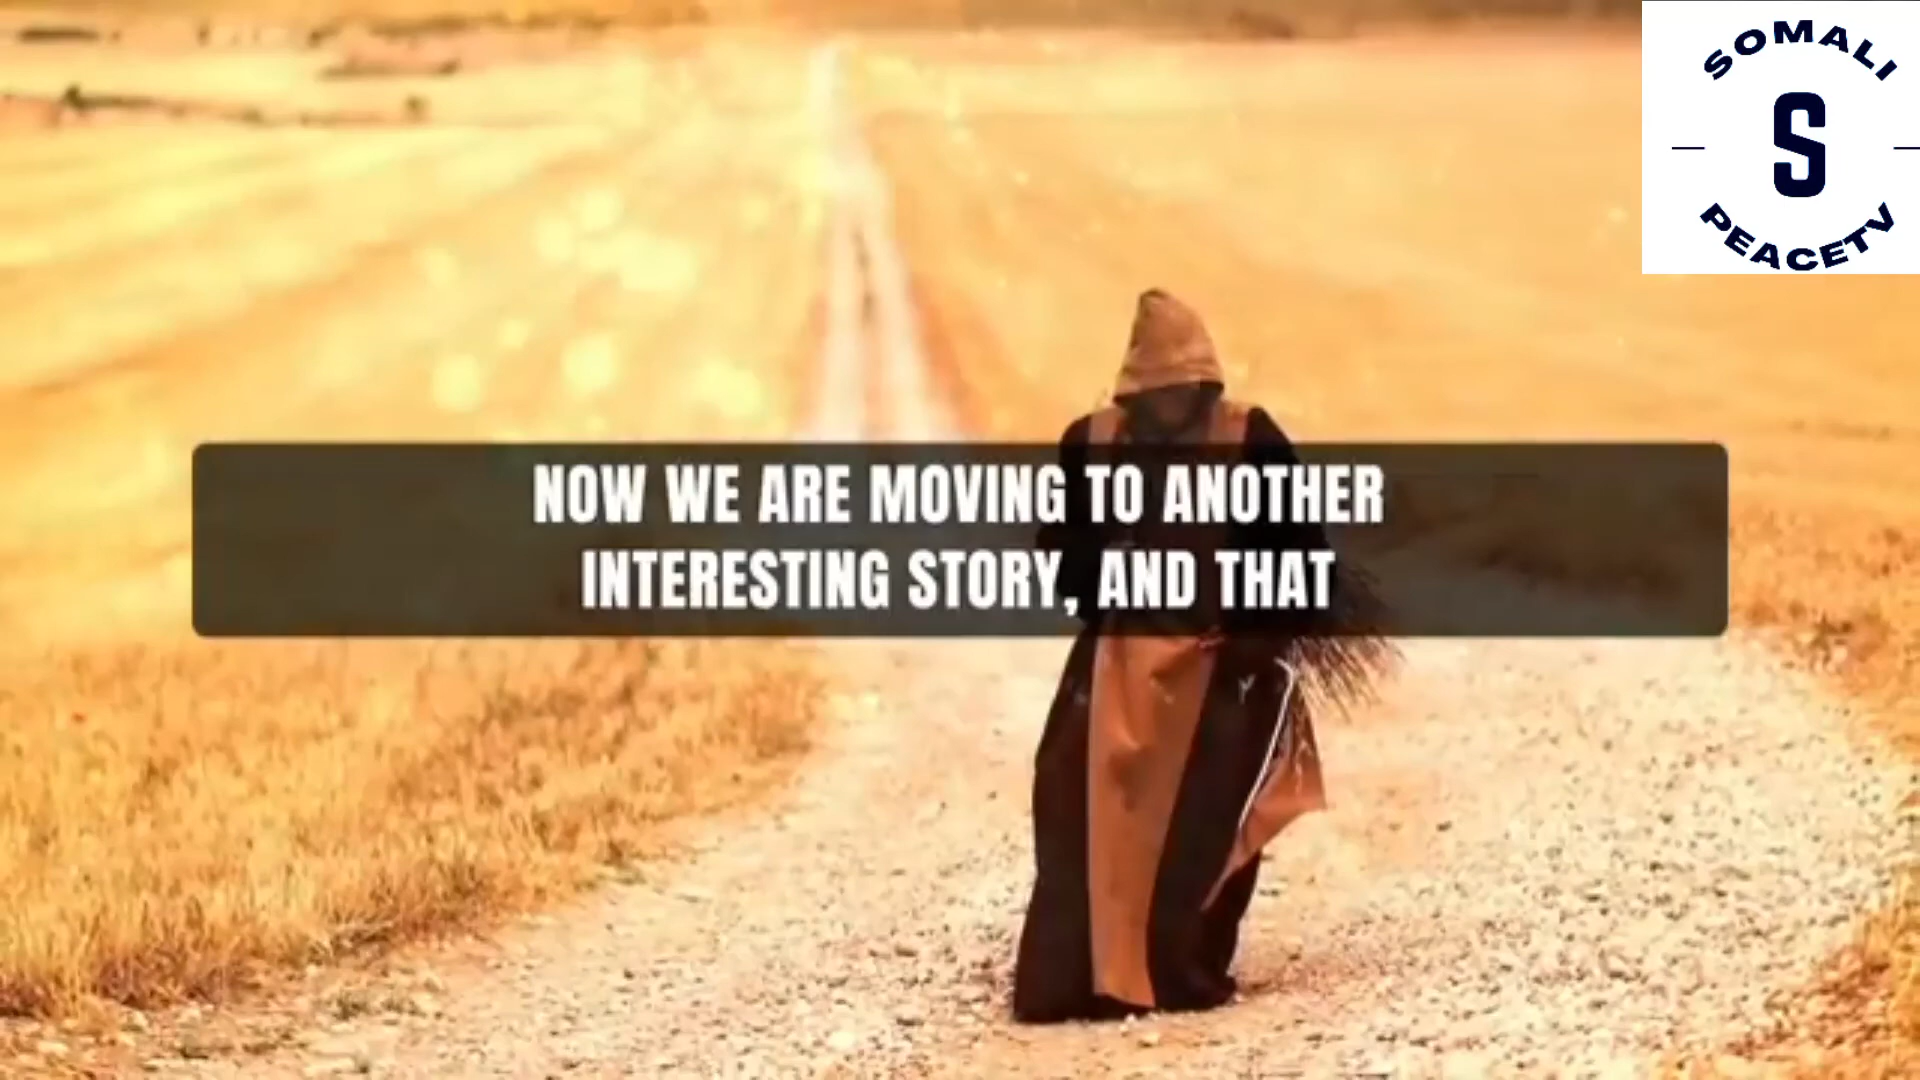 SOMALI
S
PEACETV
NOW WE ARE MOVING TO ANOTHER
INTERESTING STORY, AND THAT